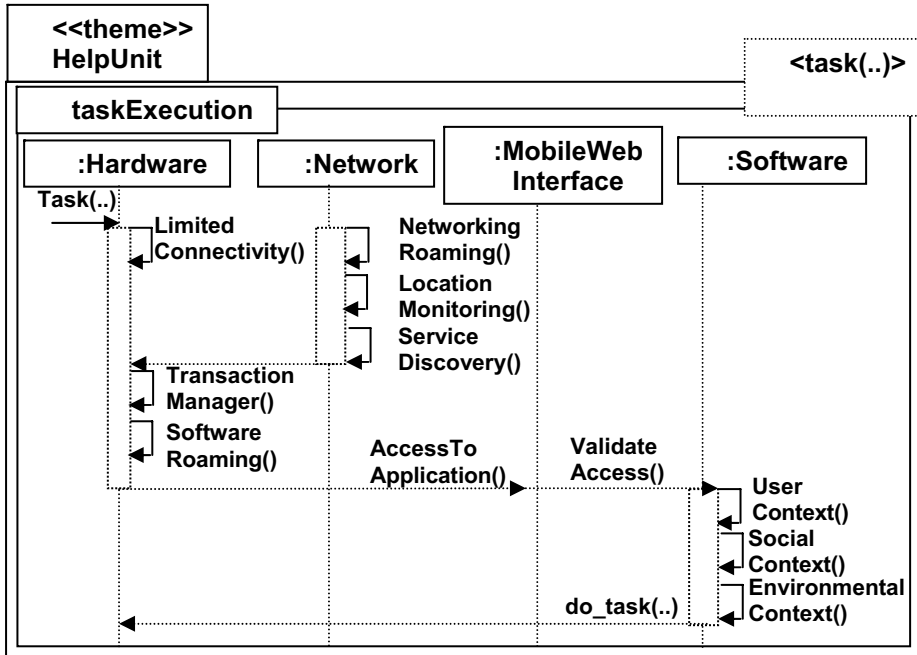 <<theme>>
HelpUnit
<task(..)>
taskExecution
:Hardware
:Network
:MobileWeb
Interface
:Software
Task(..)
Limited
Connectivity()
Networking
Roaming()
Location
Monitoring()
Service
Discovery()
Transaction
Manager()
Software
Roaming()
AccessTo
Application()
Validate
Access()
User
Context()
Social
Context()
Environmental
Context()
do_task(..)